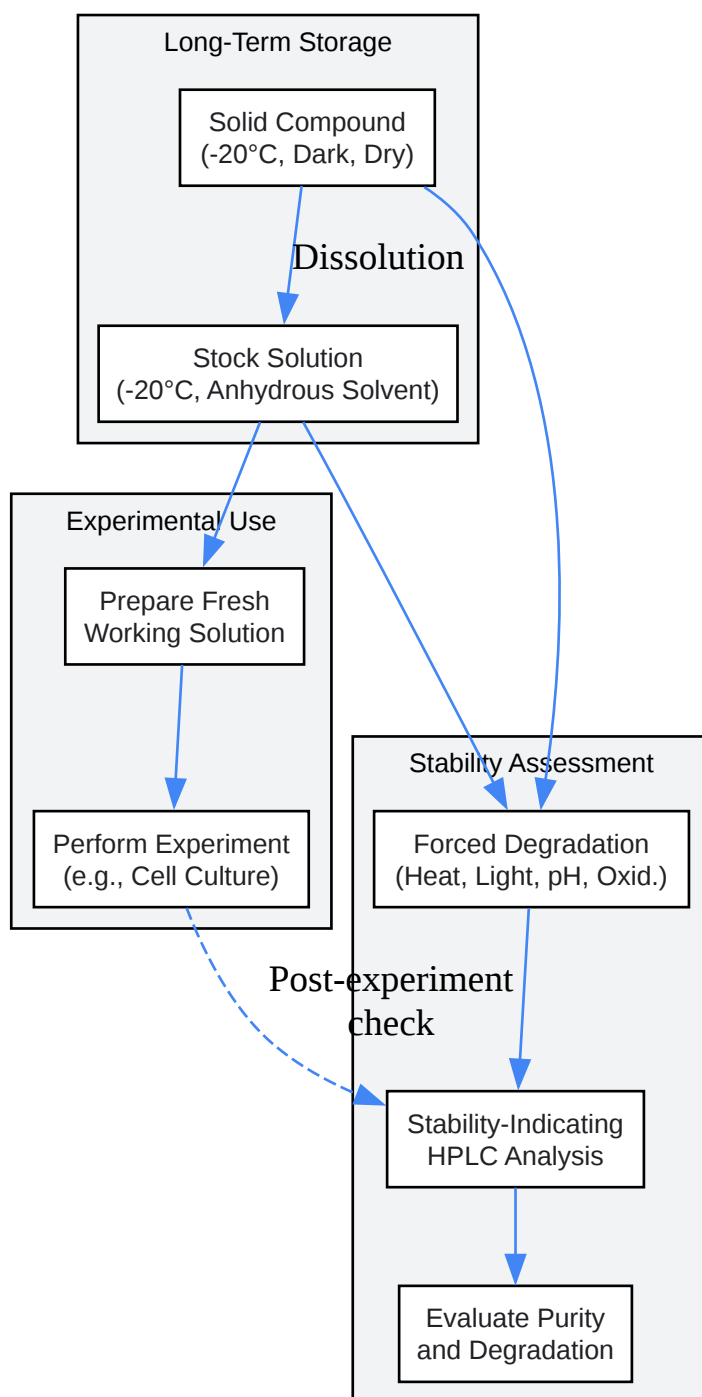 Long-Term Storage
Solid Compound
(-20°C, Dark, Dry)
Dissolution
Stock Solution
(-20°C, Anhydrous Solvent)
Experimental Use
Prepare Fresh
Working Solution
Perform Experiment
(e.g., Cell Culture)
Stability Assessment
Forced Degradation
(Heat, Light, pH, Oxid.)
Post-experiment
check
Stability-Indicating
HPLC Analysis
Evaluate Purity
and Degradation